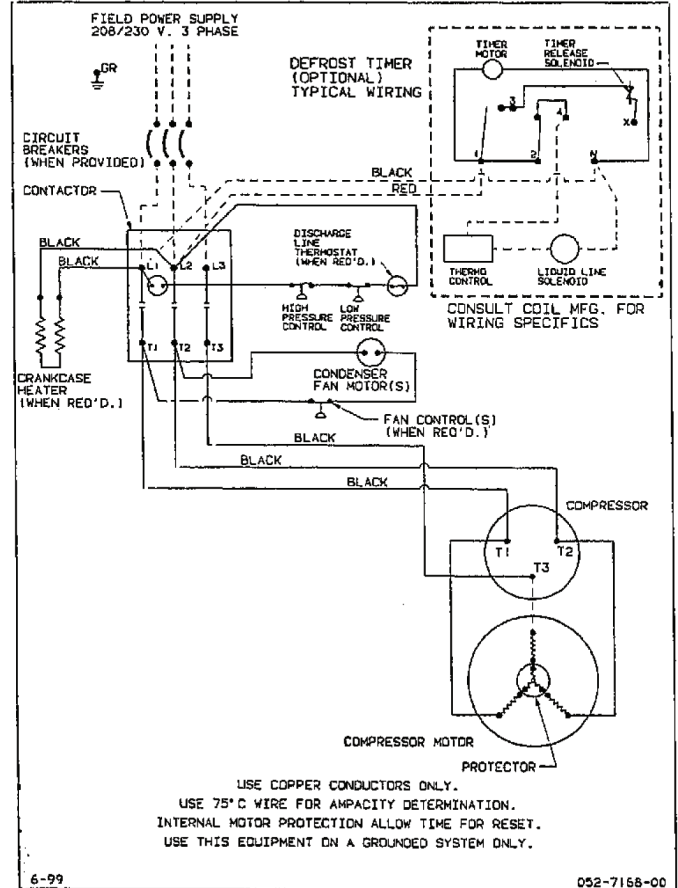 FIELD POWER SUPPLY
208/230 V. 3 PHASE
GR
CIRCUIT
BREAKERS
(WHEN PROVIDED)
CONTACTOR
DEFROST TIMER
(OPTIONAL)
TYPICAL WIRING
TIMER
MOTOR
TIMER
RELEASE
SOLENOID
3
4
X
1
2
N
BLACK
RED
THERMO
CONTROL
LIQUID LINE
SOLENOID
CONSULT COIL MFG. FOR
WIRING SPECIFICS
BLACK
BLACK
L1
L2
L3
DISCHARGE
LINE
THERMOSTAT
(WHEN REQ'D.)
HIGH
PRESSURE
CONTROL
LOW
PRESSURE
CONTROL
T1
T2
T3
CRANKCASE
HEATER
(WHEN REQ'D.)
CONDENSER
FAN MOTOR(S)
FAN CONTROL(S)
(WHEN REQ'D.)
BLACK
BLACK
BLACK
COMPRESSOR
T1
T2
T3
COMPRESSOR MOTOR
PROTECTOR
USE COPPER CONDUCTORS ONLY.
USE 75°C WIRE FOR AMPACITY DETERMINATION.
INTERNAL MOTOR PROTECTION ALLOW TIME FOR RESET.
USE THIS EQUIPMENT ON A GROUNDED SYSTEM ONLY.
6-99
052-7168-00